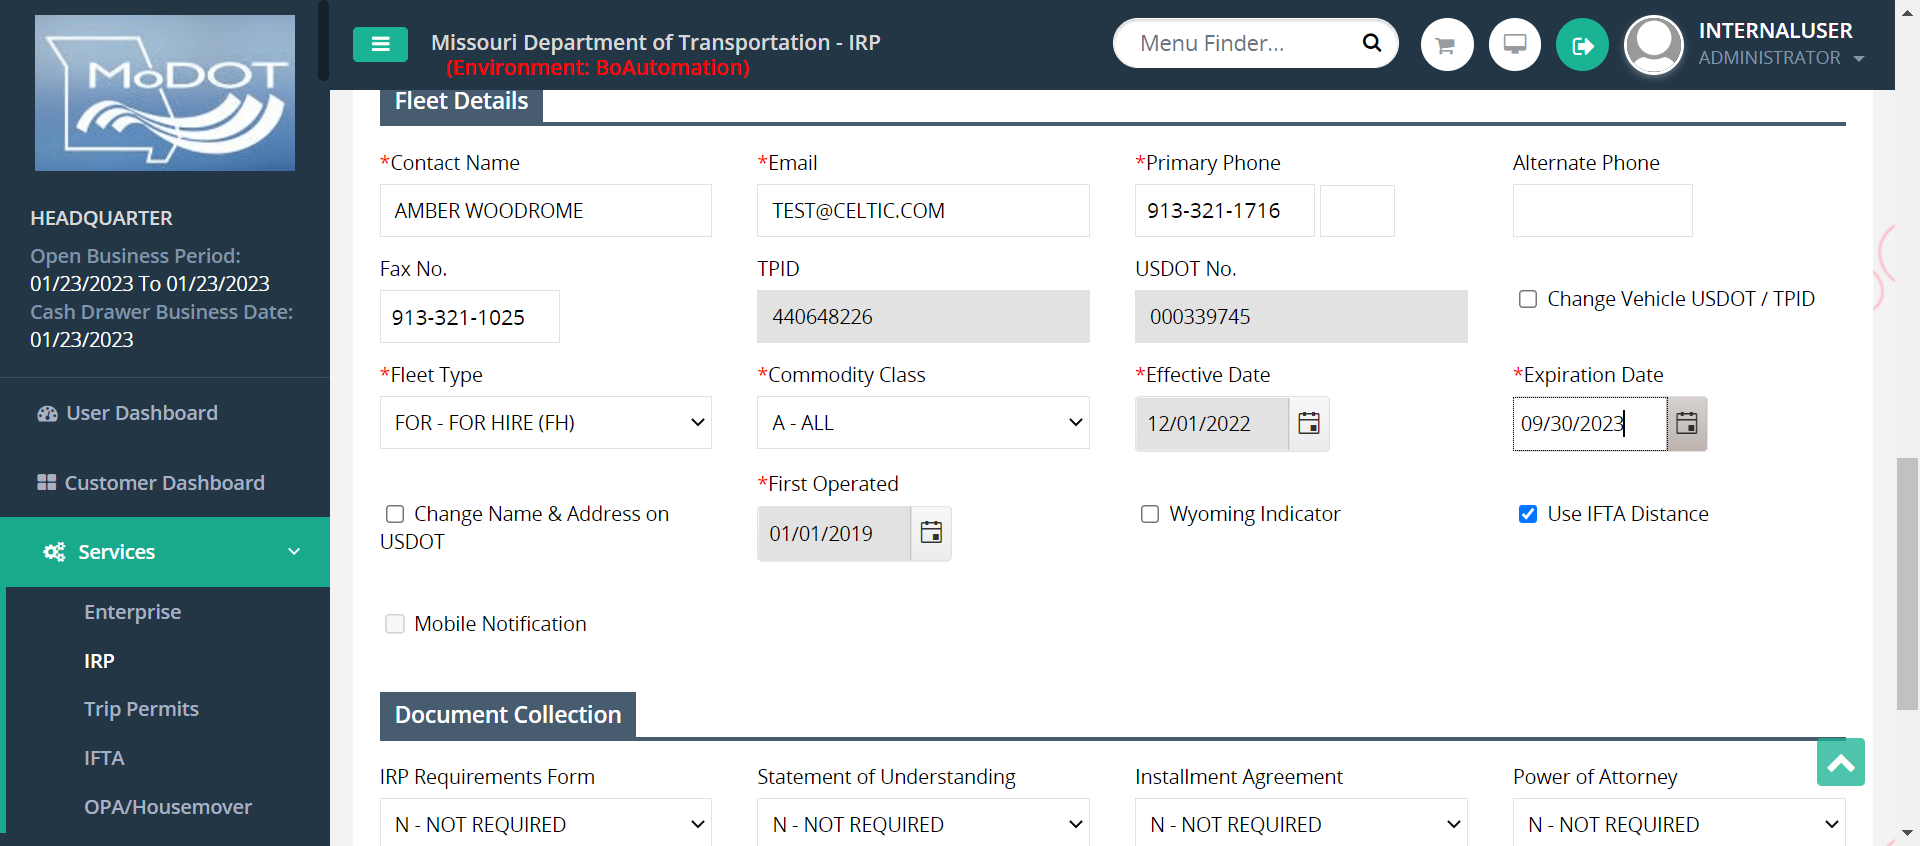 MoDOT
Missouri Department of Transportation - IRP
(Environment: BoAutomation)
Menu Finder...
INTERNALUSER
ADMINISTRATOR
HEADQUARTER
Open Business Period:
01/23/2023 To 01/23/2023
Cash Drawer Business Date:
01/23/2023
User Dashboard
Customer Dashboard
Services
Enterprise
IRP
Trip Permits
IFTA
OPA/Housemover
Fleet Details
*Contact Name
AMBER WOODROME
*Email
TEST@CELTIC.COM
*Primary Phone
913-321-1716
Alternate Phone
Fax No.
913-321-1025
TPID
440648226
USDOT No.
000339745
Change Vehicle USDOT / TPID
*Fleet Type
FOR - FOR HIRE (FH)
*Commodity Class
A - ALL
*Effective Date
12/01/2022
*Expiration Date
09/30/2023
Change Name & Address on
USDOT
*First Operated
01/01/2019
Wyoming Indicator
Use IFTA Distance
Mobile Notification
Document Collection
IRP Requirements Form
N - NOT REQUIRED
Statement of Understanding
N - NOT REQUIRED
Installment Agreement
N - NOT REQUIRED
Power of Attorney
N - NOT REQUIRED